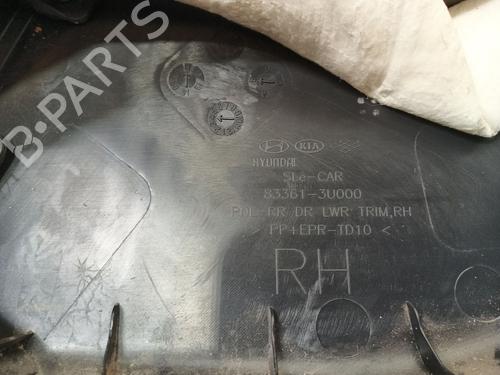 B-PARTS
HYUNDAI KIA
SLe-CAR
83361-3U000
PNL RR DR LWR TRIM,RH
> PP+EPR-TD10 <
RH